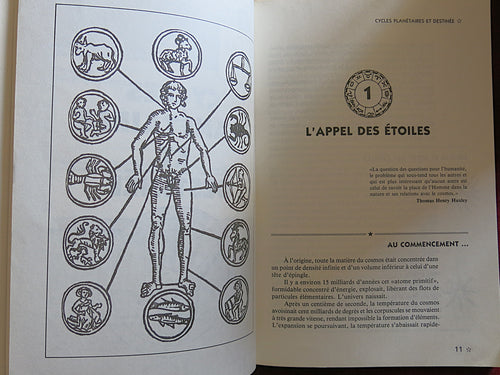 CYCLES PLANÉTAIRES ET DESTINÉE ☆
1
L'APPEL DES ÉTOILES
«La question des questions pour l'humanité,
le problème qui sous-tend tous les autres et
qui est plus intéressant qu'aucun autre est
celui de savoir la place de l'Homme dans la
nature et ses relations avec le cosmos.»
Thomas Henry Huxley
AU COMMENCEMENT ...
À l'origine, toute la matière du cosmos était concentrée dans
un point de densité infinie et d'un volume inférieur à celui d'une
tête d'épingle.
Il y a environ 15 milliards d'années cet «atome primitif»,
formidable concentré d'énergie, explosait, libérant des flots de
particules élémentaires. L'univers naissait.
Après un centième de seconde, la température du cosmos
avoisinait cent milliards de degrés et les corpuscules se mouvaient
à très grande vitesse, rendant impossible la formation d'éléments.
L'expansion se poursuivant, la température s'abaissait rapide-
11 ☆